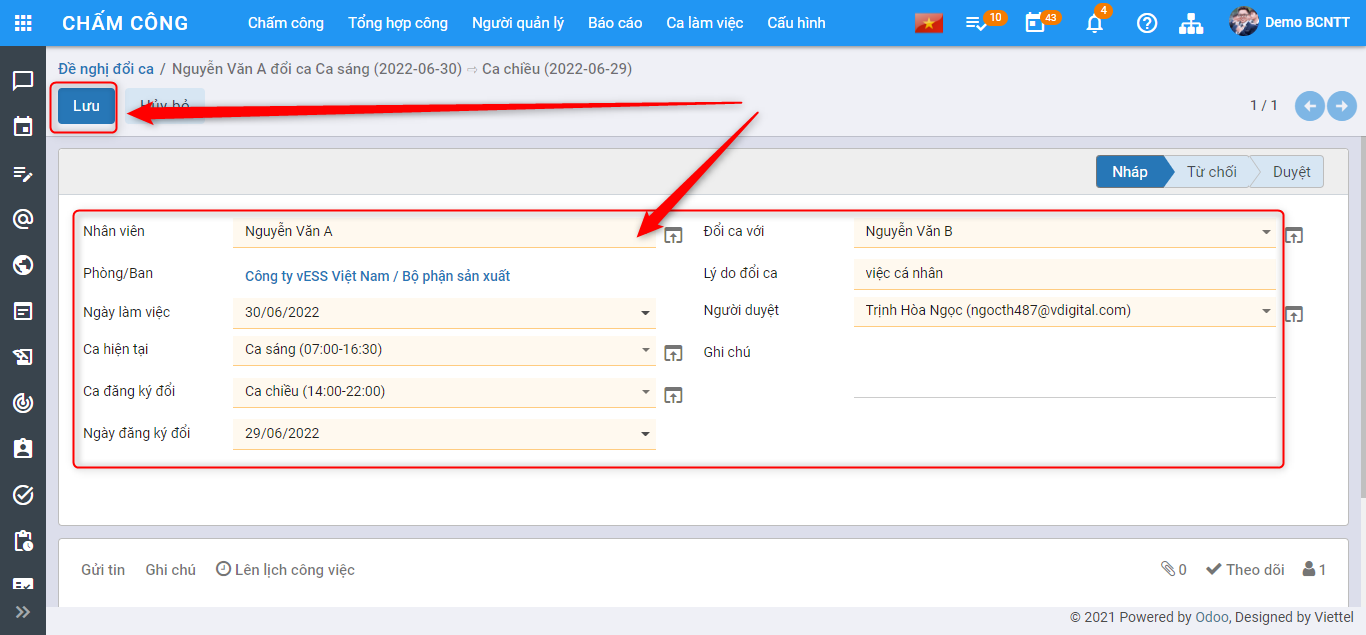 CHẤM CÔNG Chấm công Tổng hợp công Người quản lý Báo cáo Ca làm việc Cấu hình 10 43 4 Demo BCNTT
Đề nghị đổi ca / Nguyễn Văn A đổi ca Ca sáng (2022-06-30) ⇨ Ca chiều (2022-06-29)
Lưu Hủy bỏ 1 / 1
Nháp Từ chối Duyệt
Nhân viên Nguyễn Văn A Đổi ca với Nguyễn Văn B
Phòng/Ban Công ty vESS Việt Nam / Bộ phận sản xuất Lý do đổi ca việc cá nhân
Ngày làm việc 30/06/2022 Người duyệt Trịnh Hòa Ngọc (ngocth487@vdigital.com)
Ca hiện tại Ca sáng (07:00-16:30) Ghi chú
Ca đăng ký đổi Ca chiều (14:00-22:00)
Ngày đăng ký đổi 29/06/2022
Gửi tin Ghi chú Lên lịch công việc 0 Theo dõi 1
© 2021 Powered by Odoo, Designed by Viettel